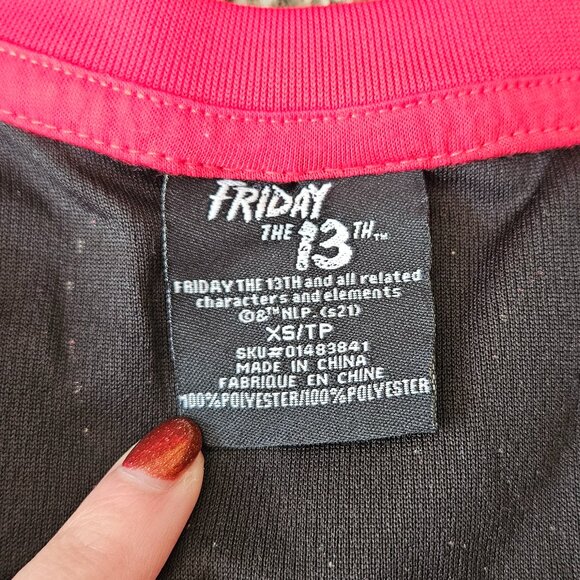 FRIDAY
THE 13TH™
FRIDAY THE 13TH and all related
characters and elements
©&™NLP. (s21)
XS/TP
SKU#01483841
MADE IN CHINA
FABRIQUE EN CHINE
100%POLYESTER/100%POLYESTER